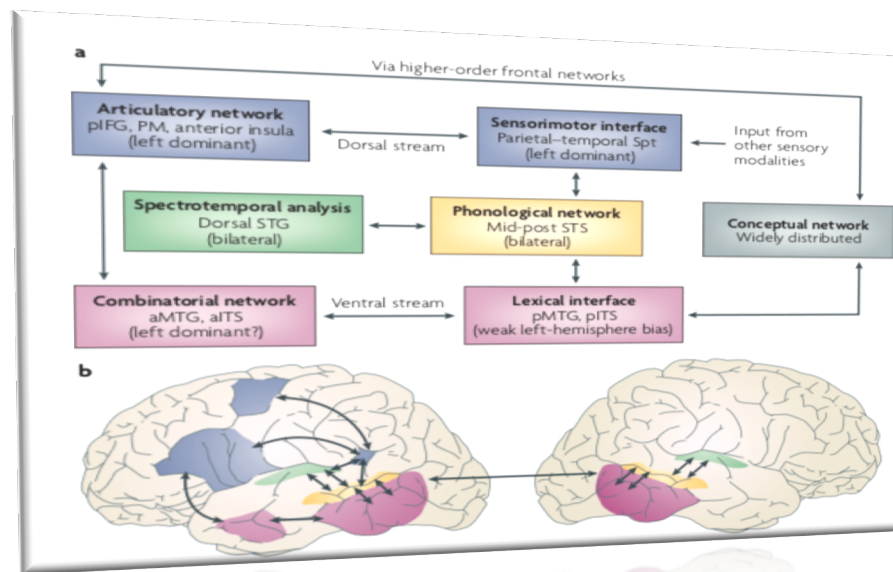 a
Via higher-order frontal networks
Articulatory network
pIFG, PM, anterior insula
(left dominant)
Dorsal stream
Sensorimotor interface
Parietal–temporal Spt
(left dominant)
Input from
other sensory
modalities
Spectrotemporal analysis
Dorsal STG
(bilateral)
Phonological network
Mid-post STS
(bilateral)
Conceptual network
Widely distributed
Combinatorial network
aMTG, aITS
(left dominant?)
Ventral stream
Lexical interface
pMTG, pITS
(weak left-hemisphere bias)
b